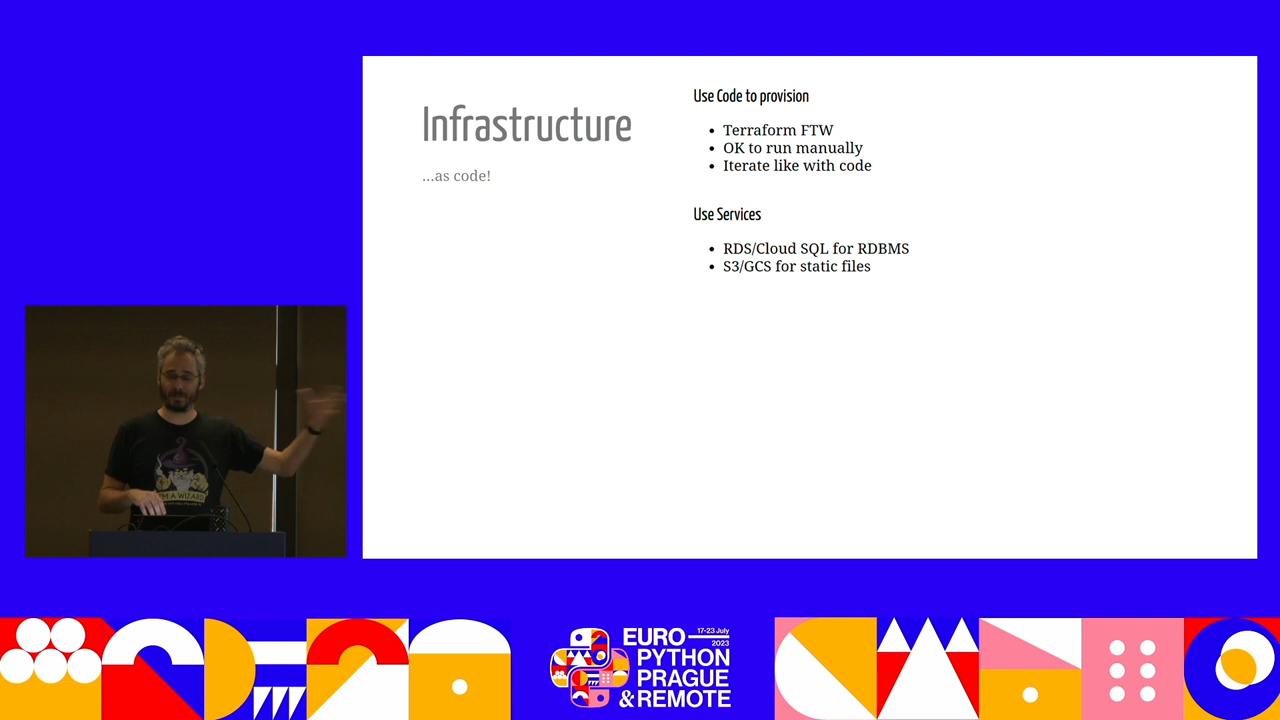 Infrastructure
...as code!
Use Code to provision
• Terraform FTW
• OK to run manually
• Iterate like with code
Use Services
• RDS/Cloud SQL for RDBMS
• S3/GCS for static files
I'M A WIZARD
EURO 17-23 July 2023
PYTHON
PRAGUE
& REMOTE